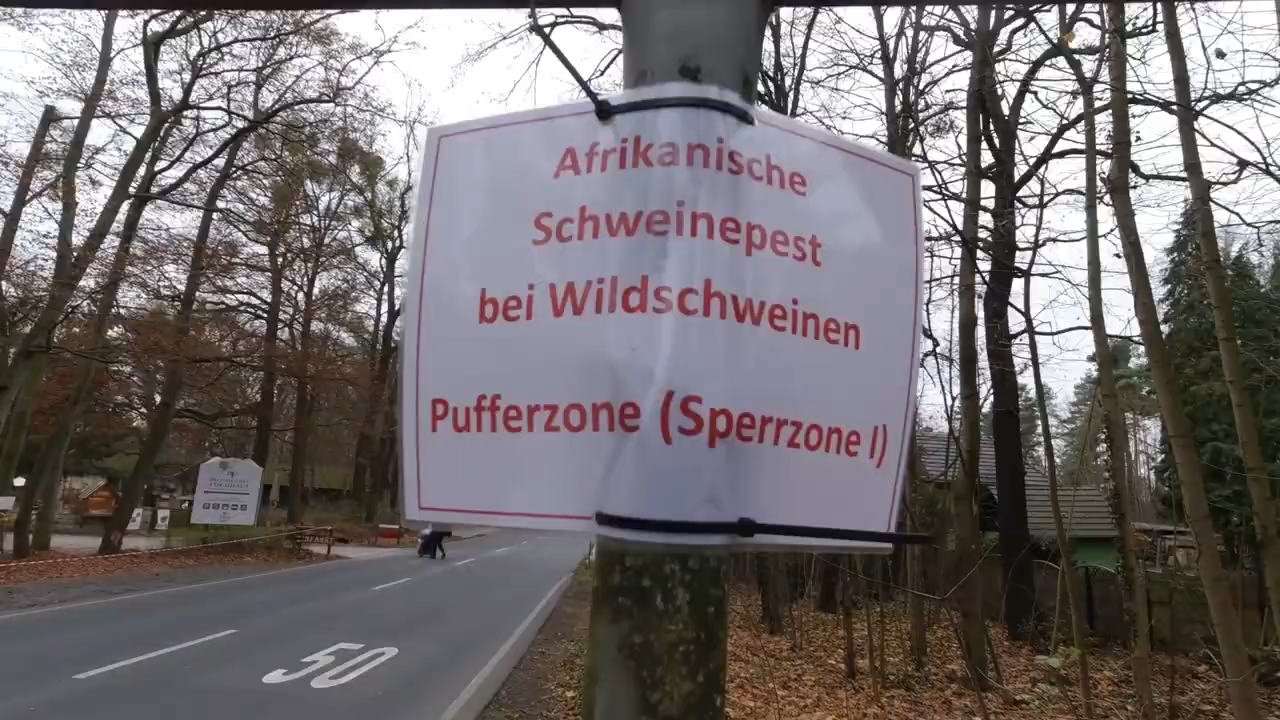 Afrikanische
Schweinepest
bei Wildschweinen
Pufferzone (Sperrzone I)
50